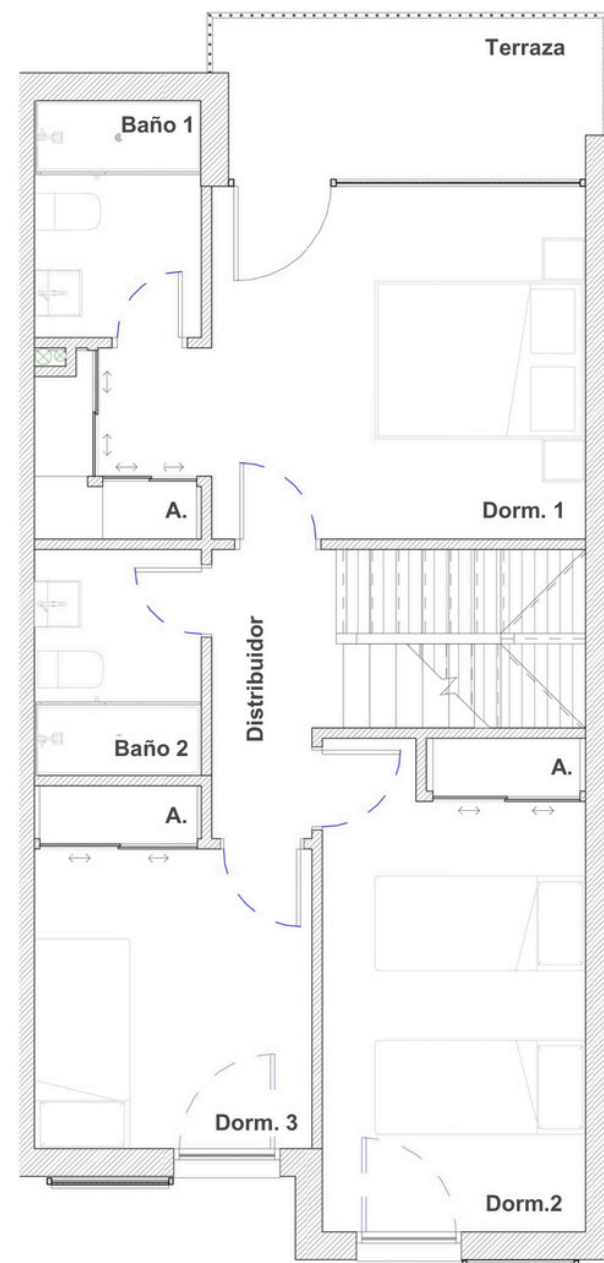 Terraza
Baño 1
A.
Dorm. 1
Distribuidor
Baño 2
A.
A.
Dorm. 3
Dorm.2